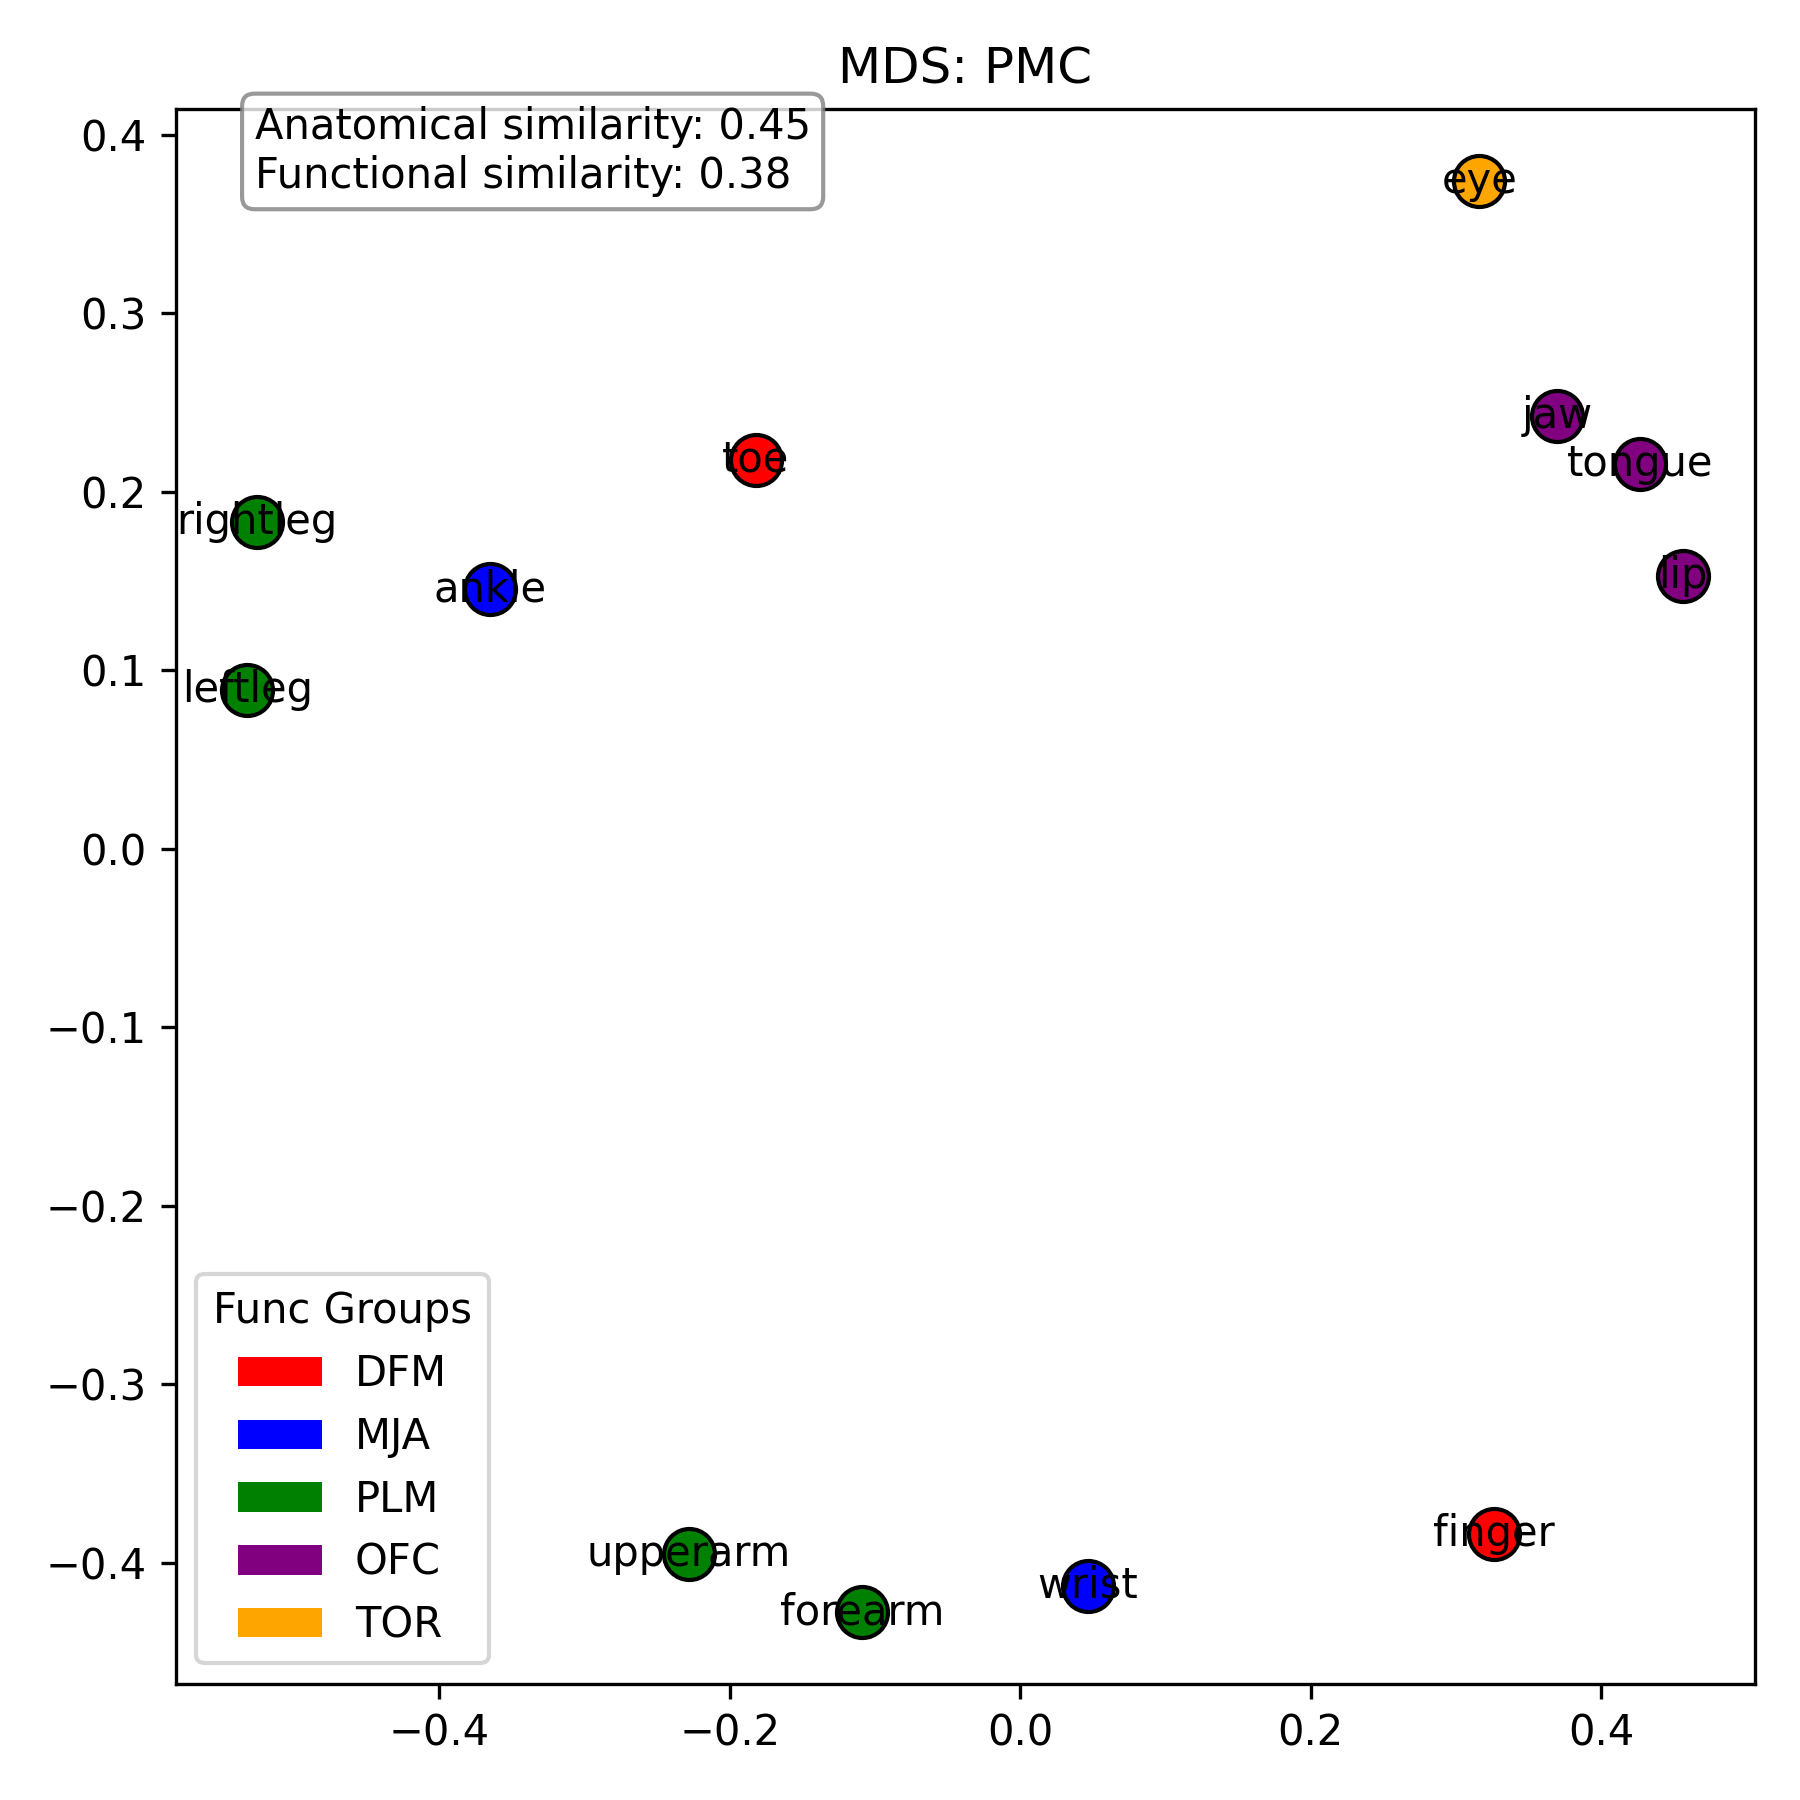 MDS: PMC
Anatomical similarity: 0.45
Functional similarity: 0.38
0.4
0.3
0.2
0.1
0.0
−0.1
−0.2
−0.3
−0.4
eye
jaw
tongue
toe
lip
rightleg
ankle
leftleg
upperarm
forearm
wrist
finger
Func Groups
DFM
MJA
PLM
OFC
TOR
−0.4
−0.2
0.0
0.2
0.4